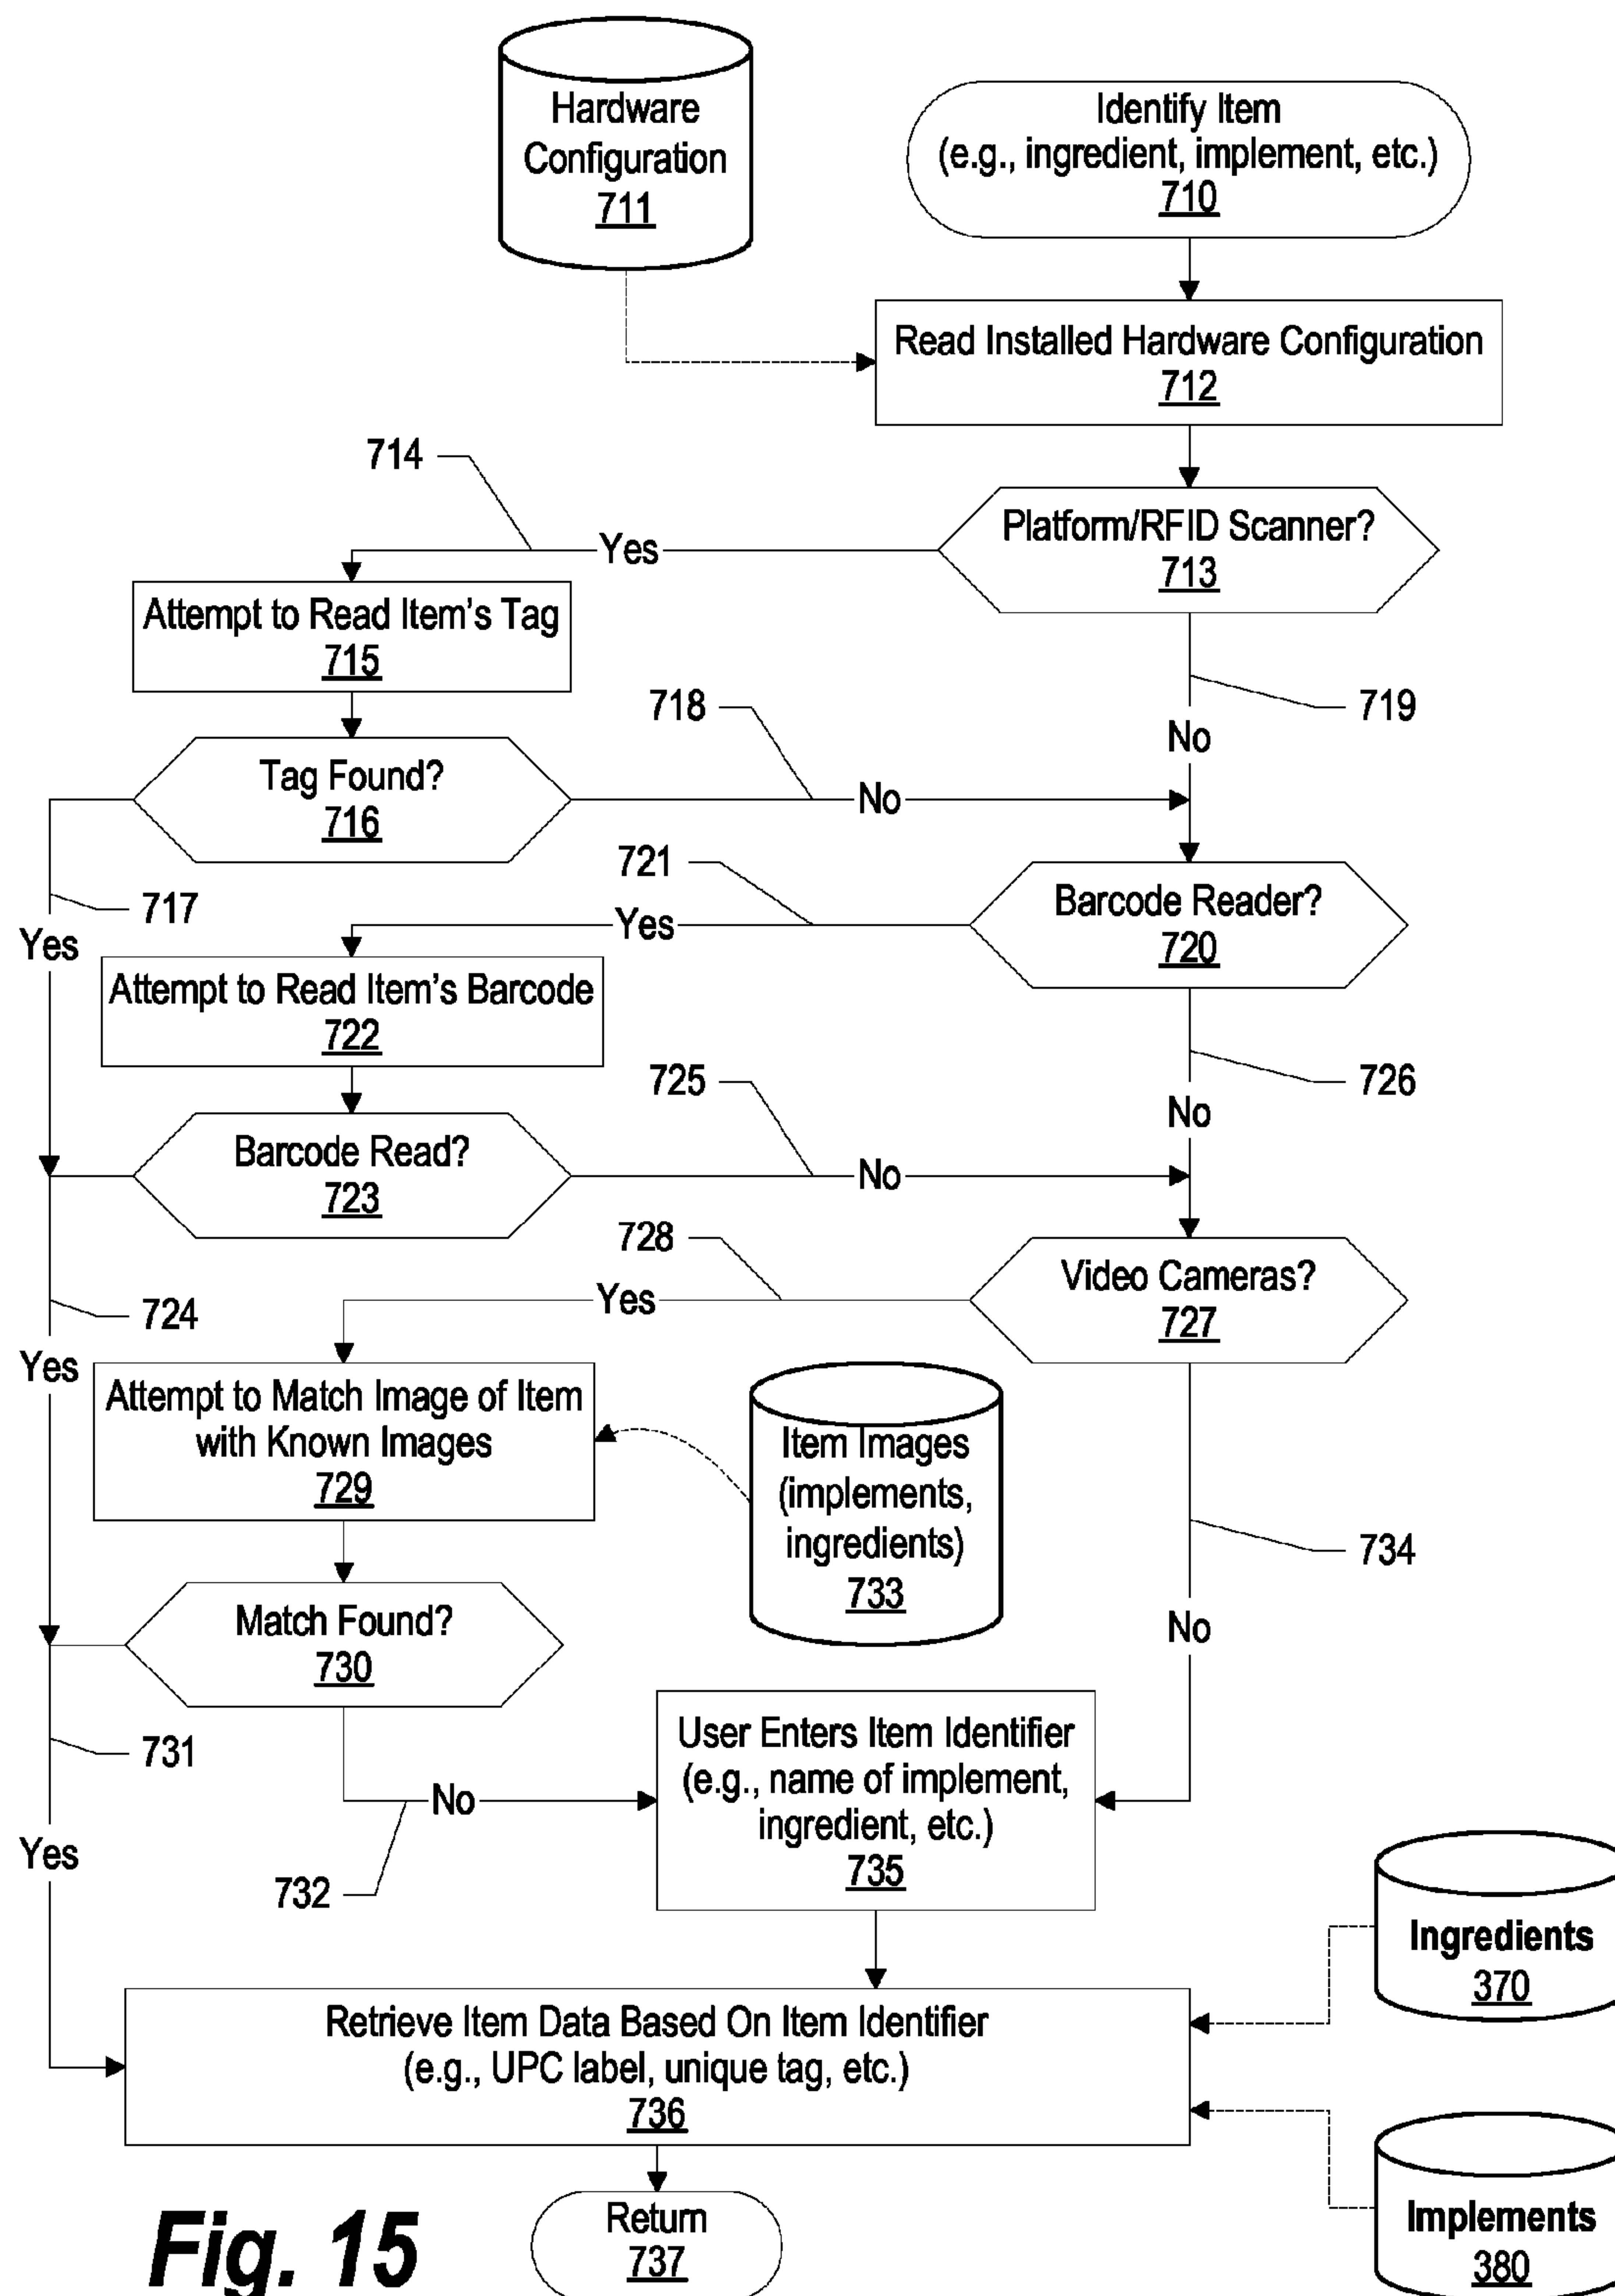 Hardware
Configuration
711
Identify Item
(e.g., ingredient, implement, etc.)
710
Read Installed Hardware Configuration
712
714
Yes
Platform/RFID Scanner?
713
Attempt to Read Item's Tag
715
718
719
No
Tag Found?
716
No
717
Yes
721
Yes
Barcode Reader?
720
Attempt to Read Item's Barcode
722
725
726
No
Barcode Read?
723
No
724
Yes
728
Yes
Video Cameras?
727
Attempt to Match Image of Item
with Known Images
729
Item Images
(implements,
ingredients)
733
734
No
Match Found?
730
731
Yes
732
No
User Enters Item Identifier
(e.g., name of implement,
ingredient, etc.)
735
Ingredients
370
Retrieve Item Data Based On Item Identifier
(e.g., UPC label, unique tag, etc.)
736
Implements
380
Return
737
Fig. 15